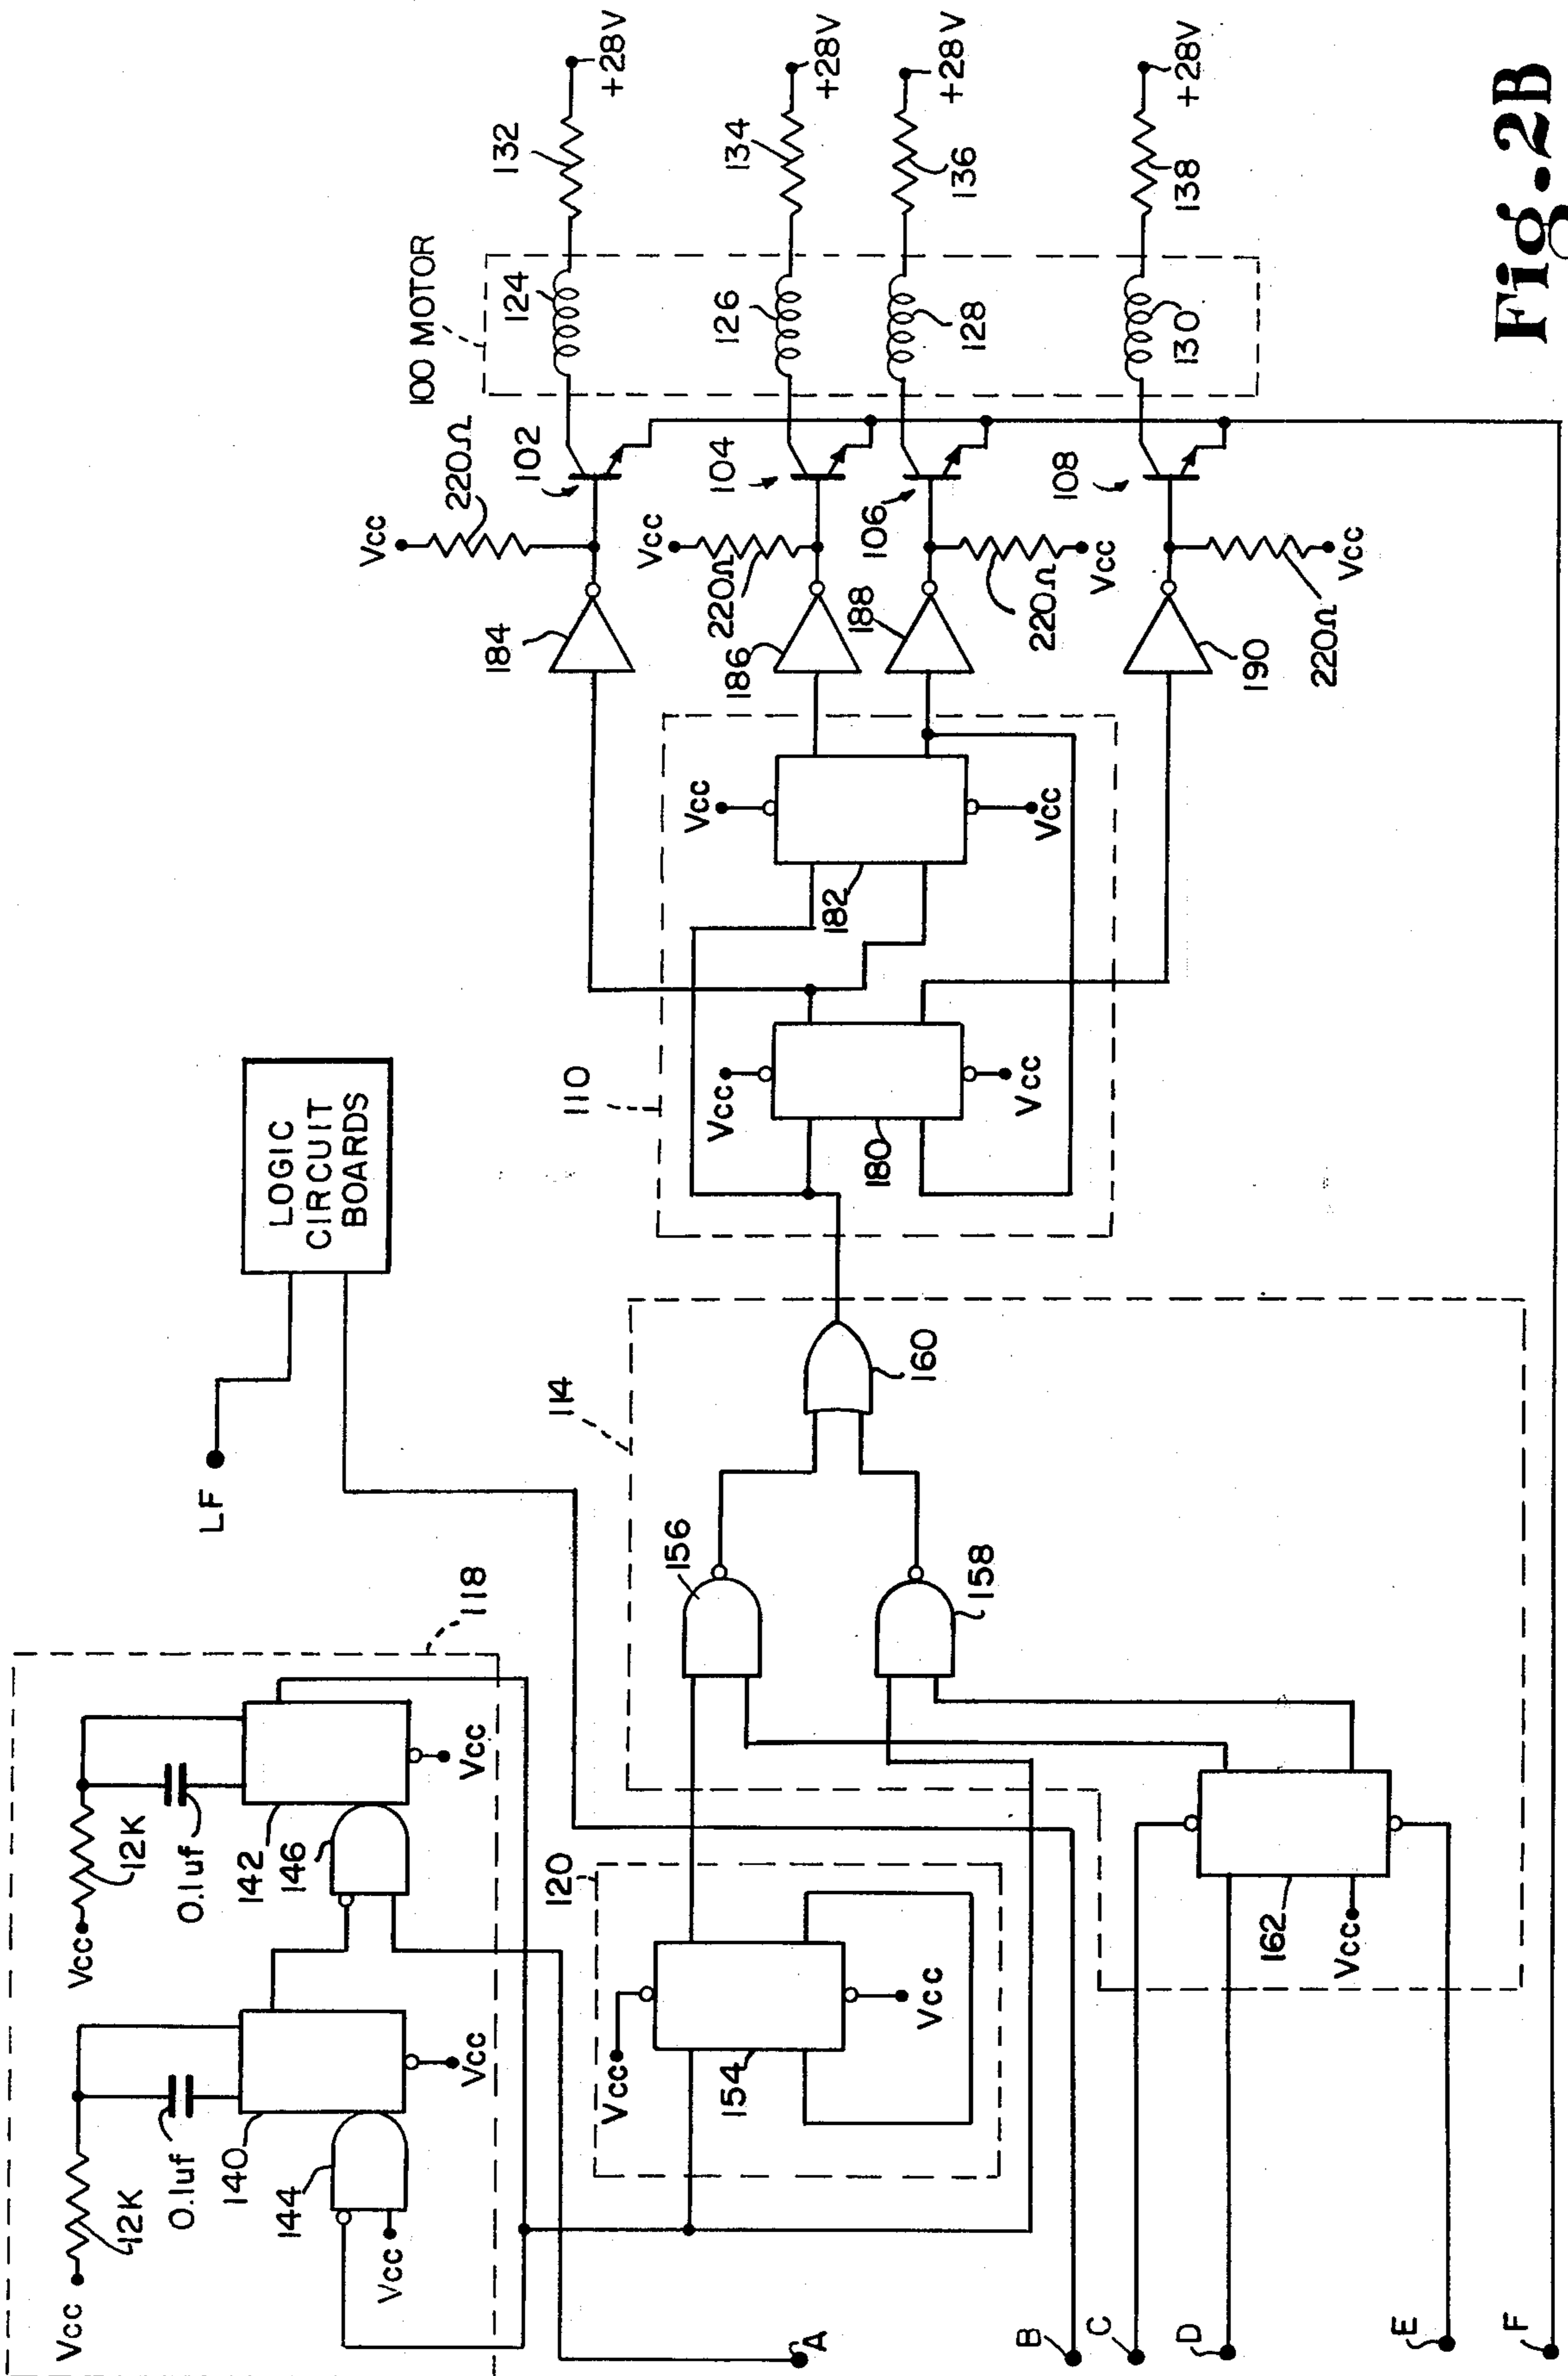 +28V
+28V
+28V
+28V
132
134
136
138
100 MOTOR
124
126
128
130
Fig. 2B
220Ω
102
104
106
108
Vcc
Vcc
220Ω
220Ω
Vcc
220Ω
Vcc
184
186
188
190
Vcc
Vcc
182
110
Vcc
Vcc
180
LOGIC
CIRCUIT
BOARDS
LF
114
160
156
158
118
Vcc
12K
0.1uf
142
146
Vcc
Vcc
12K
0.1uf
140
144
Vcc
Vcc
120
Vcc
154
Vcc
162
Vcc
A
B
C
D
E
F